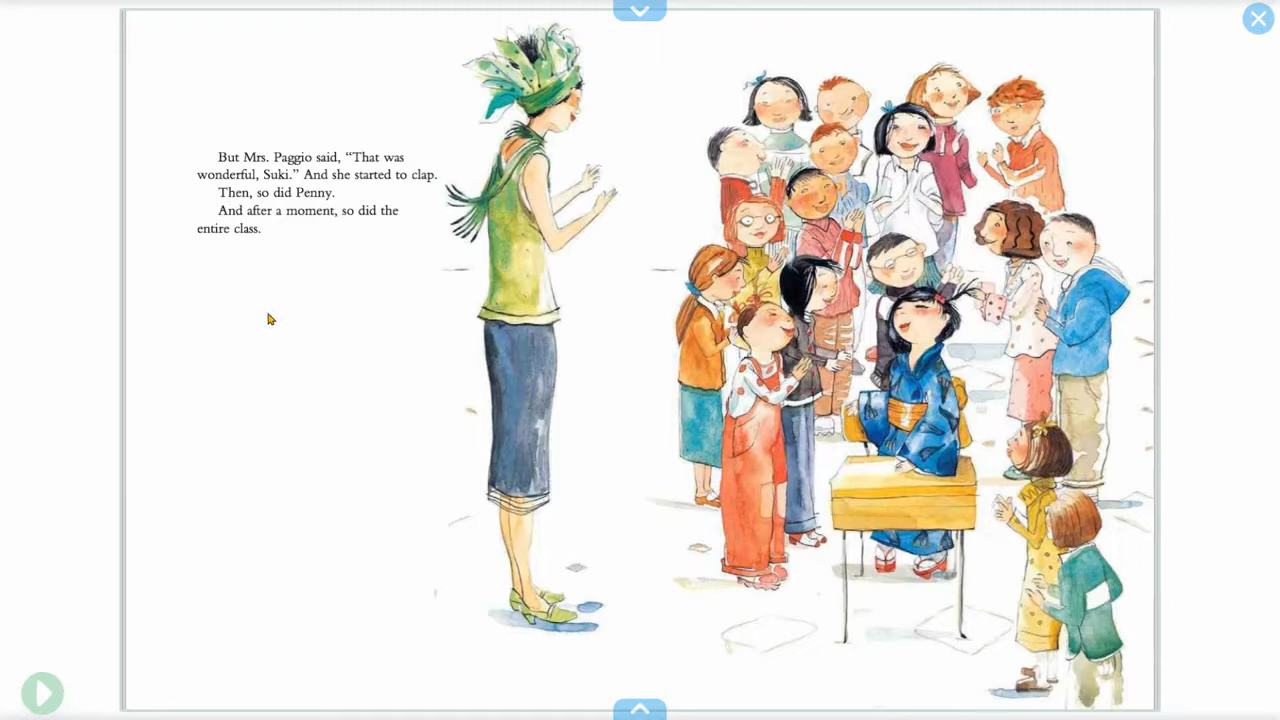 But Mrs. Paggio said, “That was
wonderful, Suki.” And she started to clap.
Then, so did Penny.
And after a moment, so did the
entire class.